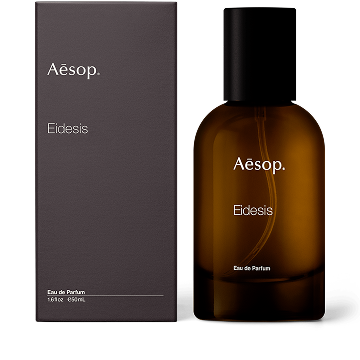 Aēsop.
Eidesis
Eau de Parfum
1.6 fl oz ℮50 mL
Aēsop.
Eidesis
Eau de Parfum